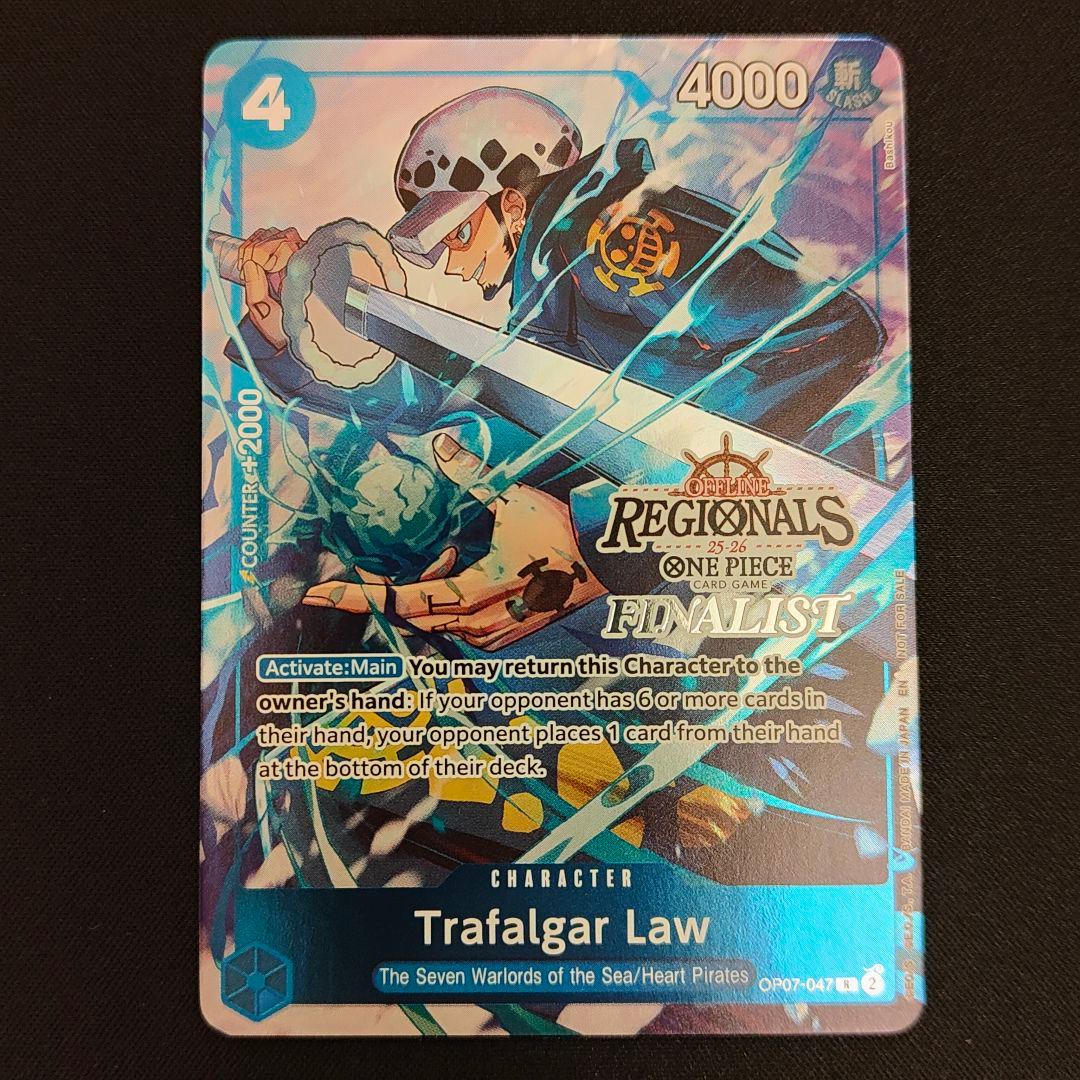 4
4000
斬
SLASH
Bashikou
COUNTER +2000
D
OFFLINE
REGIONALS
25-26
ONE PIECE
CARD GAME
FINALIST
Activate:Main You may return this Character to the
owner's hand: If your opponent has 6 or more cards in
their hand, your opponent places 1 card from their hand
at the bottom of their deck.
CHARACTER
Trafalgar Law
The Seven Warlords of the Sea/Heart Pirates
OP07-047 R 2
BANDAI MADE IN JAPAN EN NOT FOR SALE